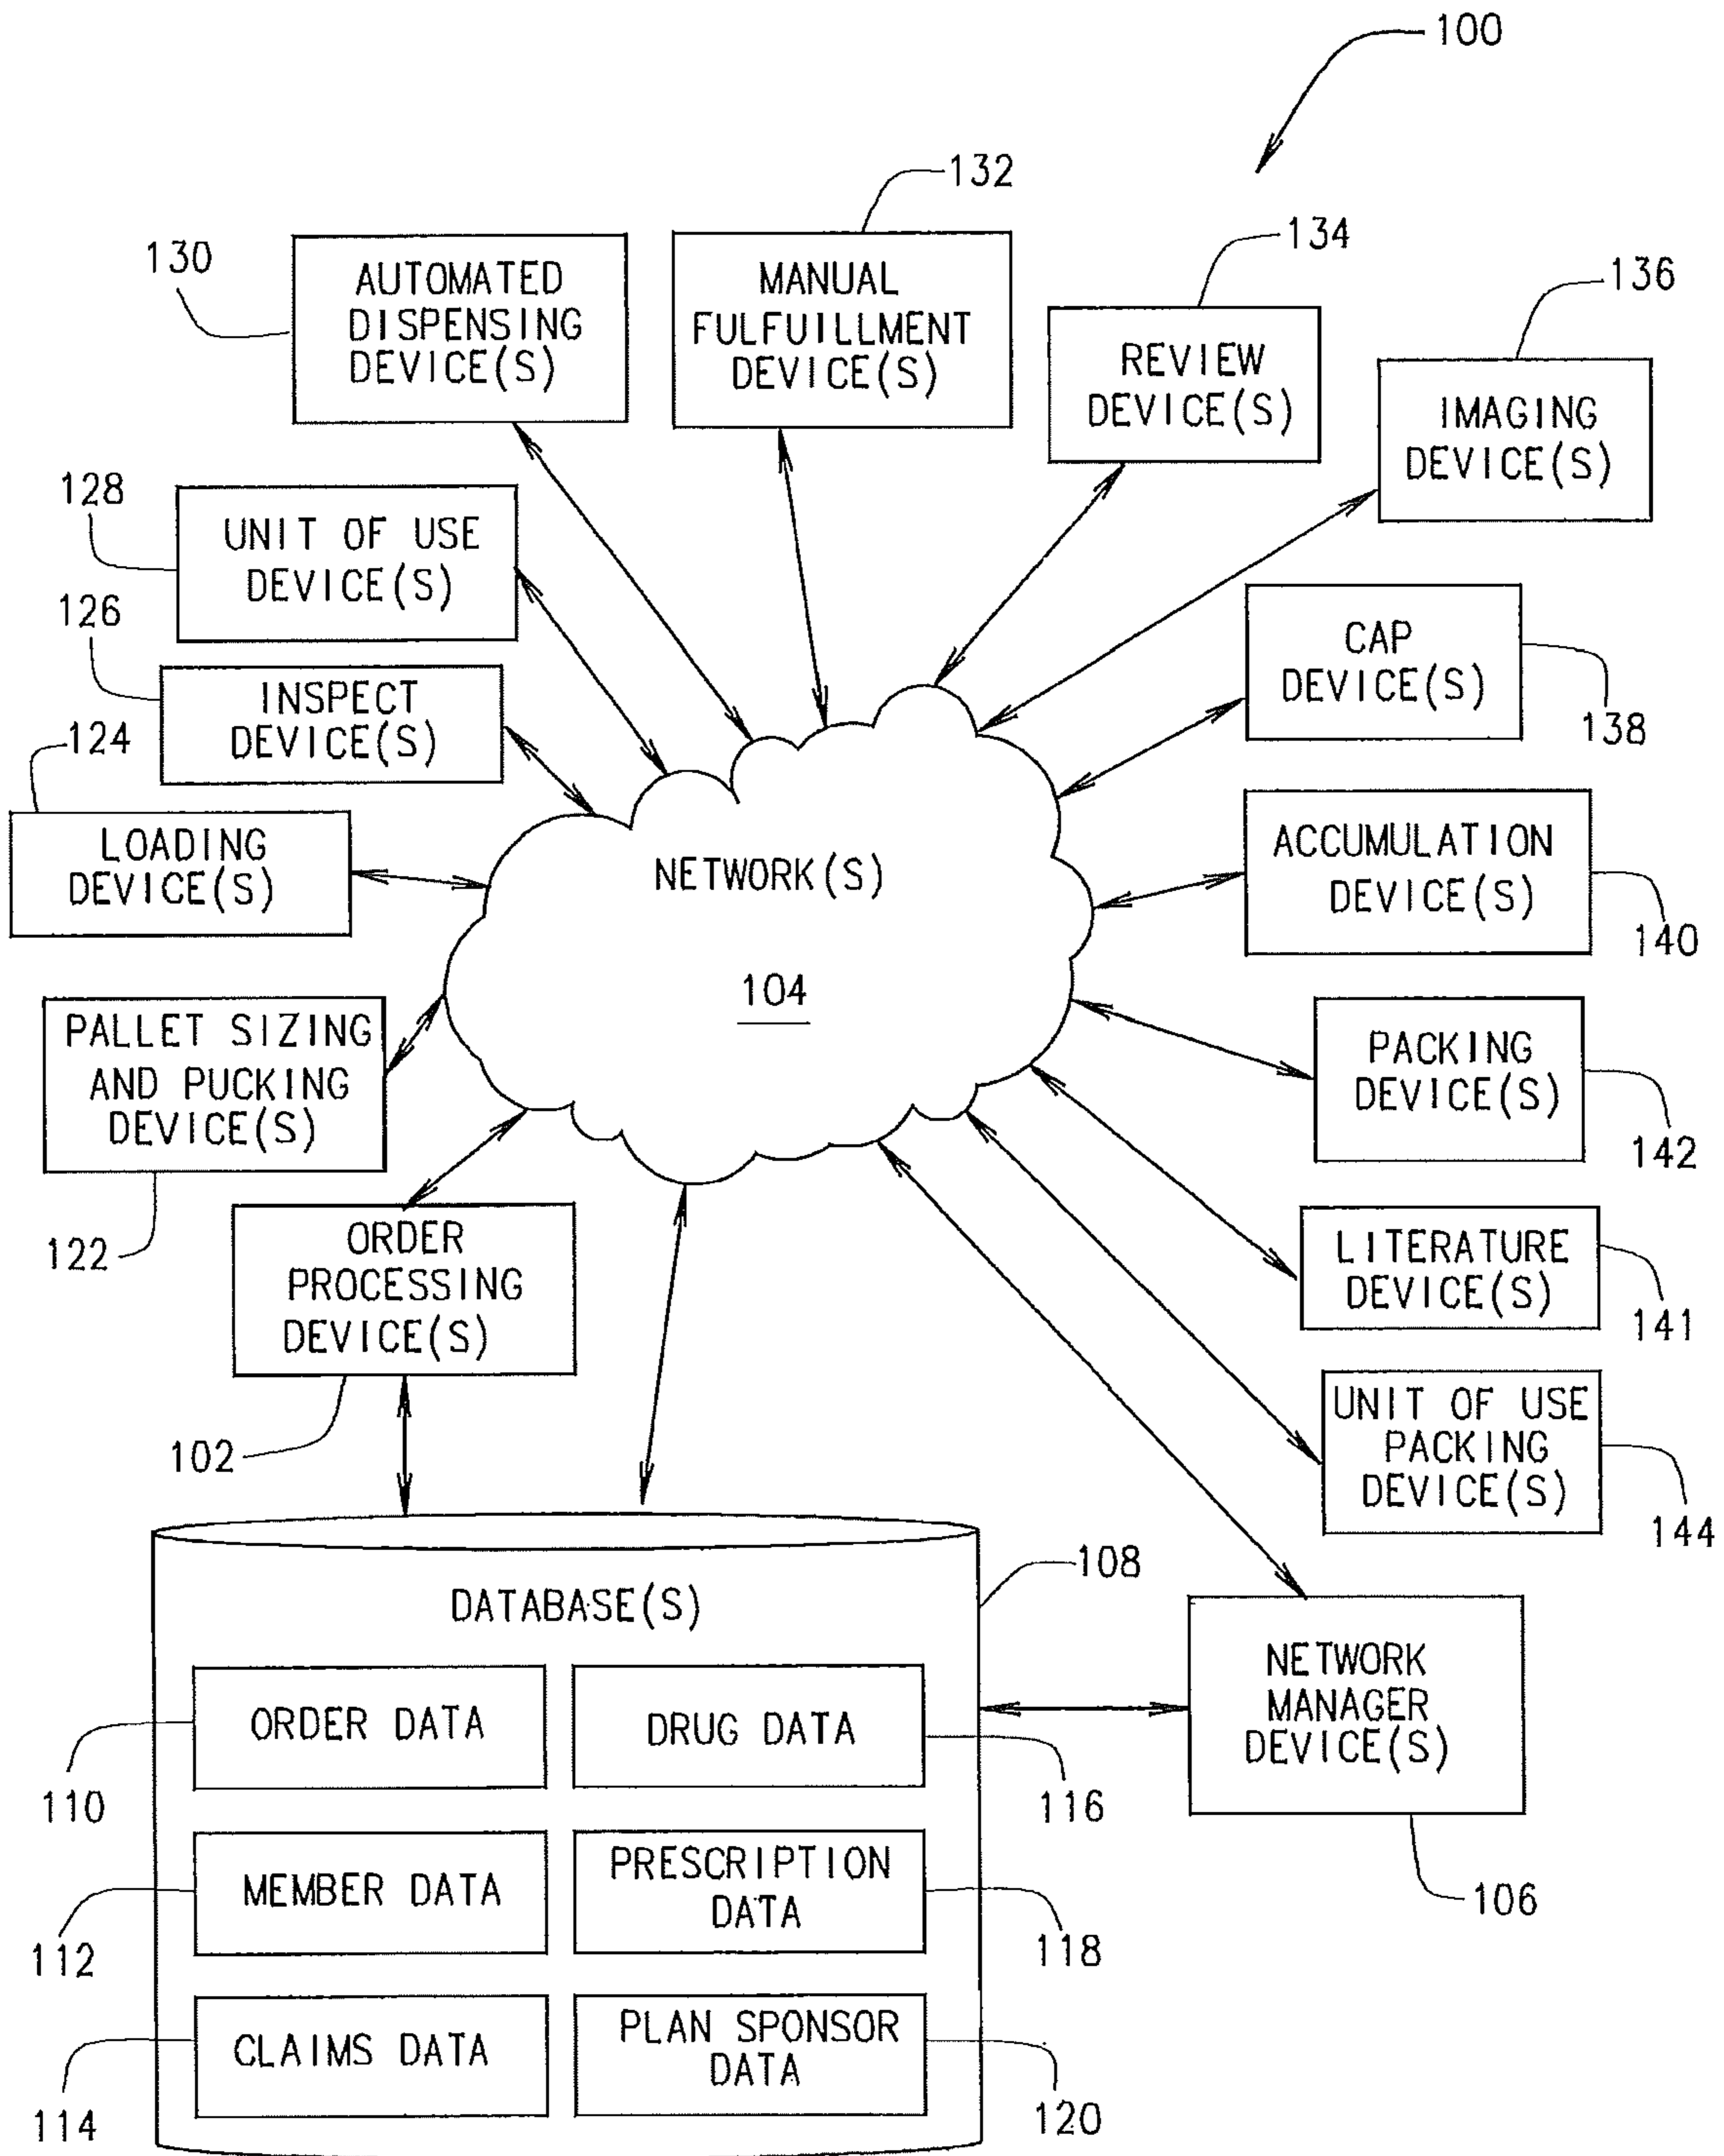 100
132
134
130
136
AUTOMATED
DISPENSING
DEVICE(S)
MANUAL
FULFUILLMENT
DEVICE(S)
REVIEW
DEVICE(S)
IMAGING
DEVICE(S)
128
UNIT OF USE
DEVICE(S)
126
INSPECT
DEVICE(S)
CAP
DEVICE(S)
138
124
LOADING
DEVICE(S)
NETWORK(S)
104
ACCUMULATION
DEVICE(S)
140
PALLET SIZING
AND PUCKING
DEVICE(S)
122
PACKING
DEVICE(S)
142
ORDER
PROCESSING
DEVICE(S)
102
LITERATURE
DEVICE(S)
141
UNIT OF USE
PACKING
DEVICE(S)
144
108
DATABASE(S)
ORDER DATA
110
DRUG DATA
116
NETWORK
MANAGER
DEVICE(S)
106
MEMBER DATA
112
PRESCRIPTION
DATA
118
CLAIMS DATA
114
PLAN SPONSOR
DATA
120